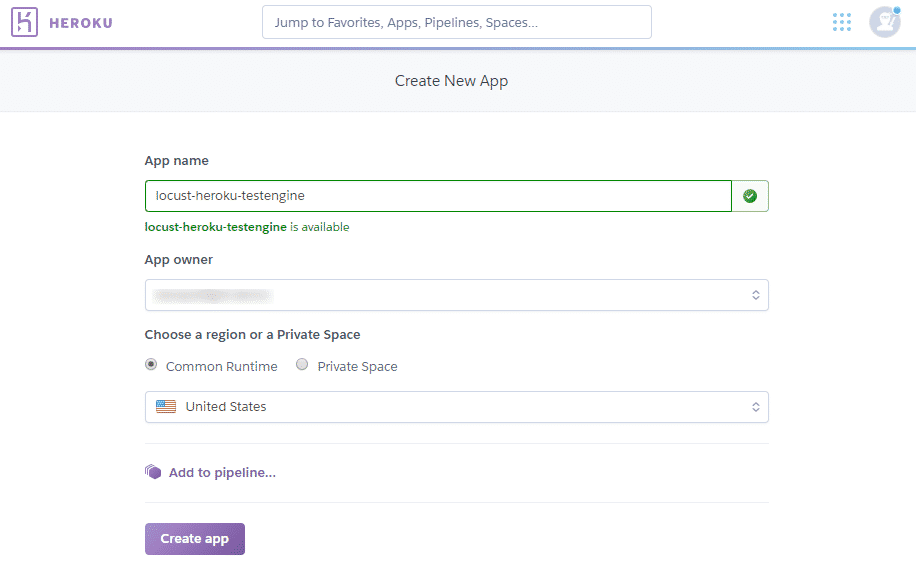 HEROKU
Jump to Favorites, Apps, Pipelines, Spaces...
Create New App
App name
locust-heroku-testengine
locust-heroku-testengine is available
App owner
Choose a region or a Private Space
Common Runtime Private Space
United States
Add to pipeline...
Create app